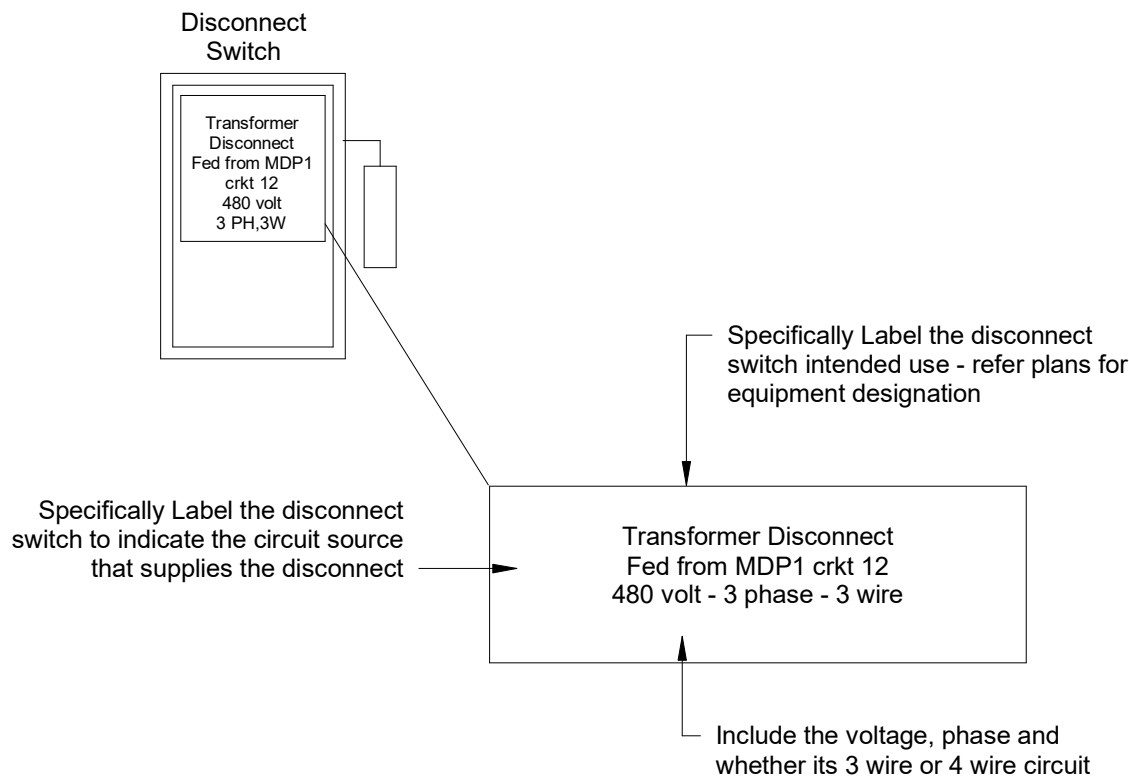 Disconnect
Switch
Transformer
Disconnect
Fed from MDP1
crkt 12
480 volt
3 PH,3W
Specifically Label the disconnect
switch intended use - refer plans for
equipment designation
Specifically Label the disconnect
switch to indicate the circuit source
that supplies the disconnect
Transformer Disconnect
Fed from MDP1 crkt 12
480 volt - 3 phase - 3 wire
Include the voltage, phase and
whether its 3 wire or 4 wire circuit